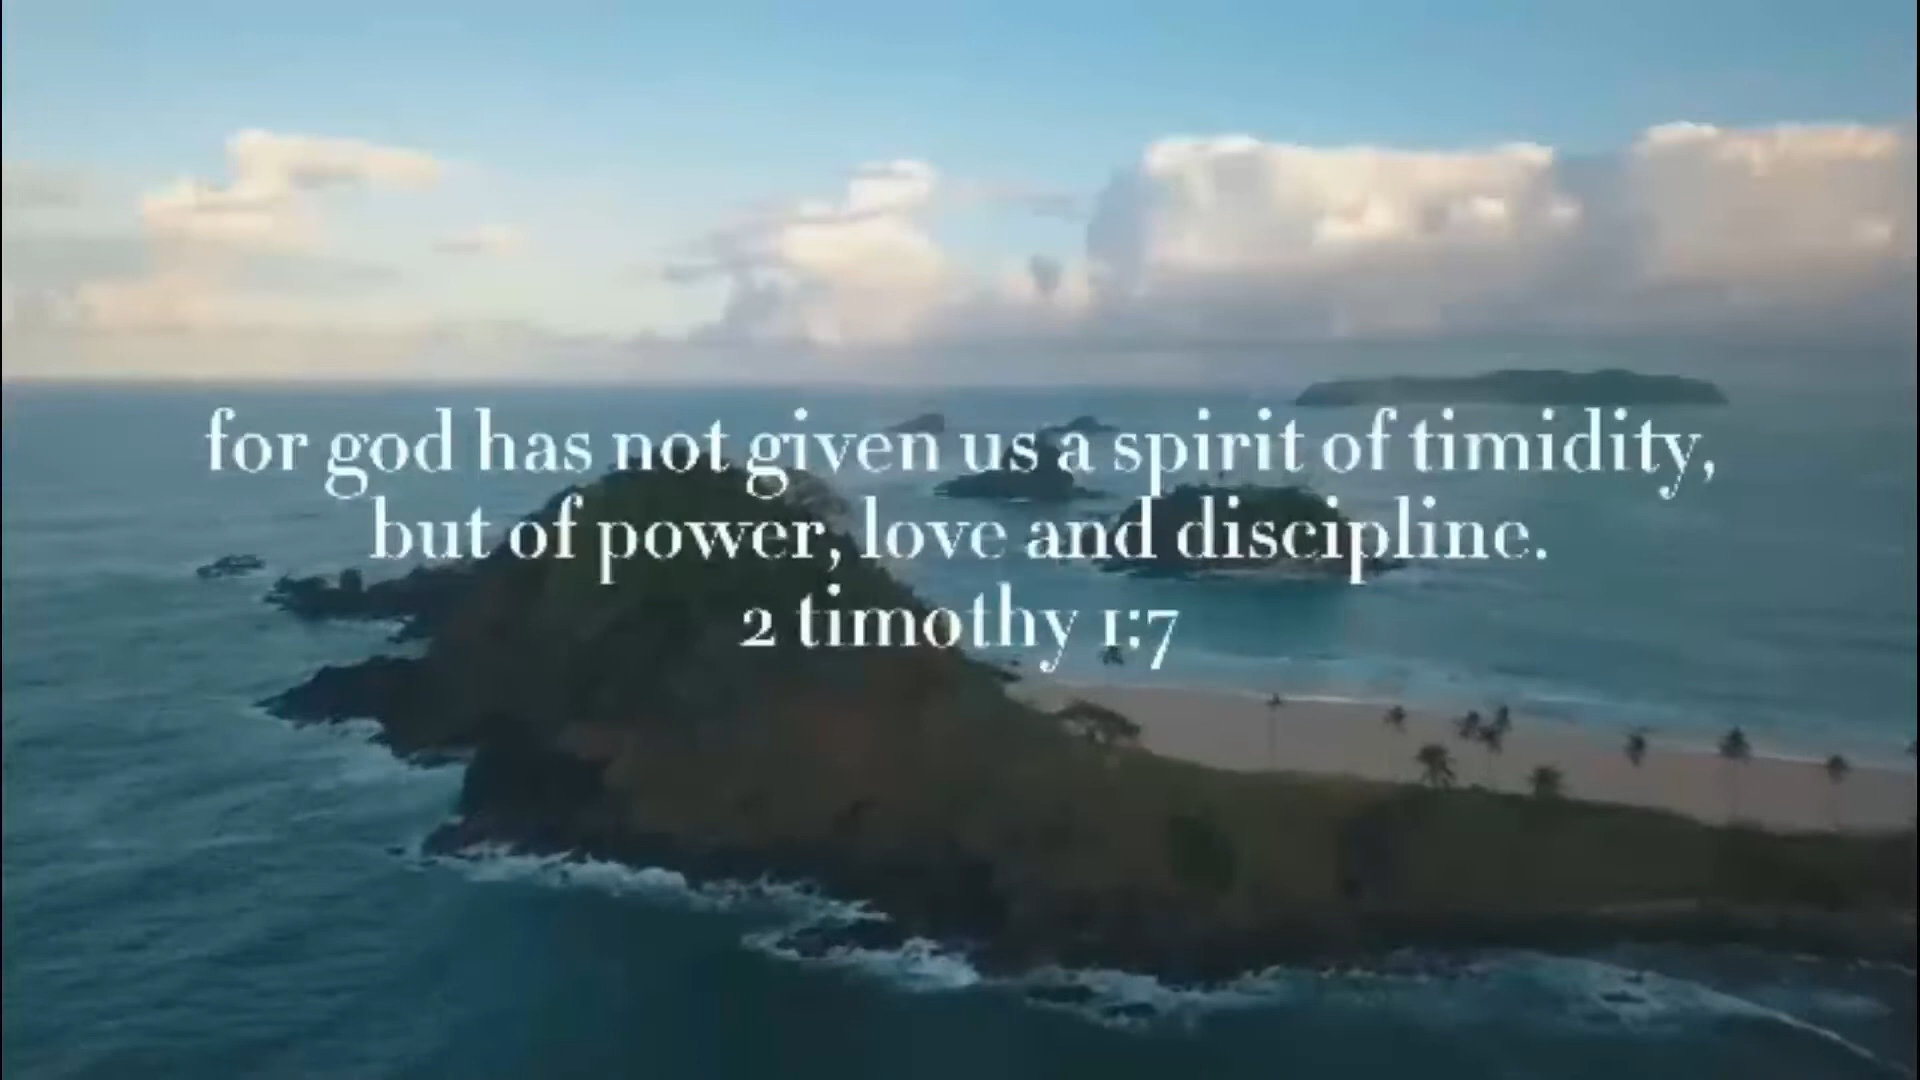 for god has not given us a spirit of timidity,
but of power, love and discipline.
2 timothy 1:7